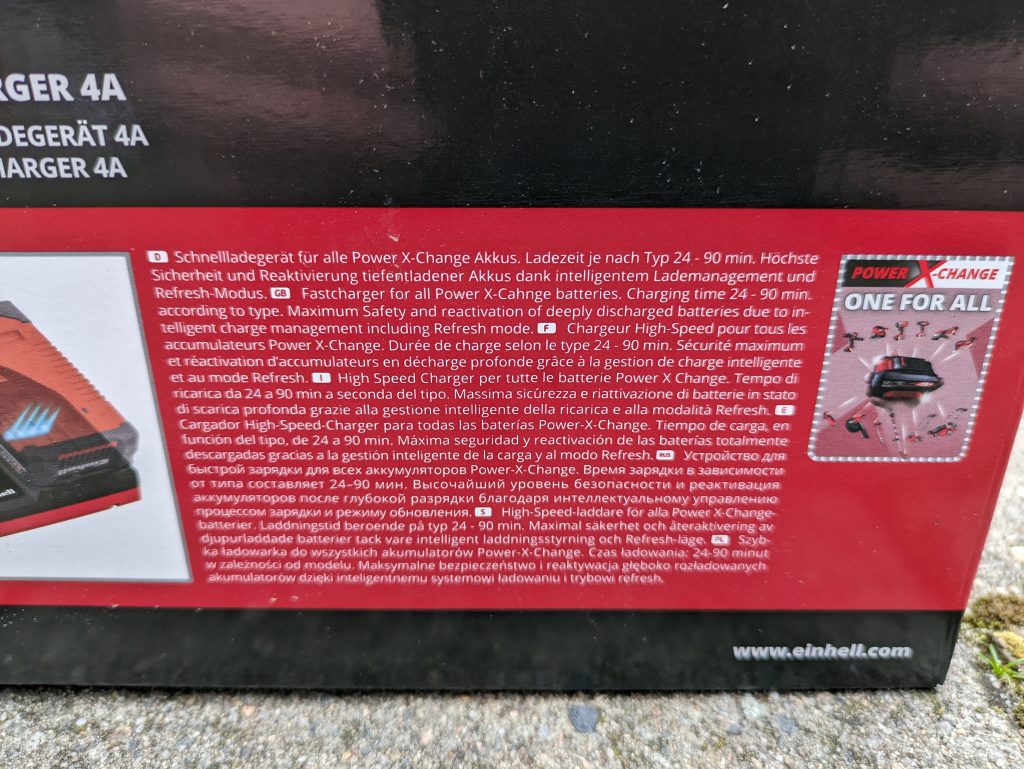 RGER 4A
DEGERÄT 4A
HARGER 4A
D Schnellladegerät für alle Power X-Change Akkus. Ladezeit je nach Typ 24 - 90 min. Höchste
Sicherheit und Reaktivierung tiefentladener Akkus dank intelligentem Lademanagement und
Refresh-Modus. GB Fastcharger for all Power X-Cahnge batteries. Charging time 24 - 90 min.
according to type. Maximum Safety and reactivation of deeply discharged batteries due to in-
telligent charge management including Refresh mode. F Chargeur High-Speed pour tous les
accumulateurs Power X-Change. Durée de charge selon le type 24 - 90 min. Sécurité maximum
et réactivation d'accumulateurs en décharge profonde grâce à la gestion de charge intelligente
et au mode Refresh. I High Speed Charger per tutte le batterie Power X Change. Tempo di
ricarica da 24 a 90 min a seconda del tipo. Massima sicurezza e riattivazione di batterie in stato
di scarica profonda grazie alla gestione intelligente della ricarica e alla modalità Refresh. E
Cargador High-Speed-Charger para todas las baterías Power-X-Change. Tiempo de carga, en
función del tipo, de 24 a 90 min. Máxima seguridad y reactivación de las baterías totalmente
descargadas gracias a la gestión inteligente de la carga y al modo Refresh. RUS Устройство для
быстрой зарядки для всех аккумуляторов Power-X-Change. Время зарядки в зависимости
от типа составляет 24-90 мин. Высочайший уровень безопасности и реактивация
аккумуляторов после глубокой разрядки благодаря интеллектуальному управлению
процессом зарядки и режиму обновления. S High-Speed-laddare för alla Power X-Change-
batterier. Laddningstid beroende på typ 24 - 90 min. Maximal säkerhet och återaktivering av
djupurladdade batterier tack vare intelligent laddningsstyrning och Refresh-läge. PL Szyb-
ka ładowarka do wszystkich akumulatorów Power-X-Change. Czas ładowania: 24-90 minut
w zależności od modelu. Maksymalne bezpieczeństwo i reaktywacja głęboko rozładowanych
akumulatorów dzięki inteligentnemu systemowi ładowaniu i trybowi refresh.
POWER X-CHANGE
ONE FOR ALL
nhell
www.einhell.com